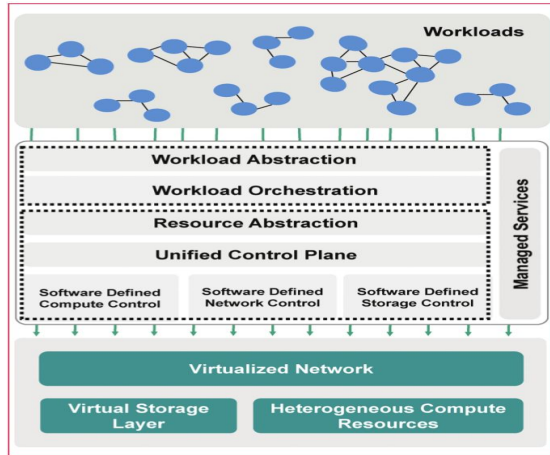 Workloads
Workload Abstraction
Workload Orchestration
Resource Abstraction
Unified Control Plane
Software Defined
Compute Control
Software Defined
Network Control
Software Defined
Storage Control
Managed Services
Virtualized Network
Virtual Storage
Layer
Heterogeneous Compute
Resources